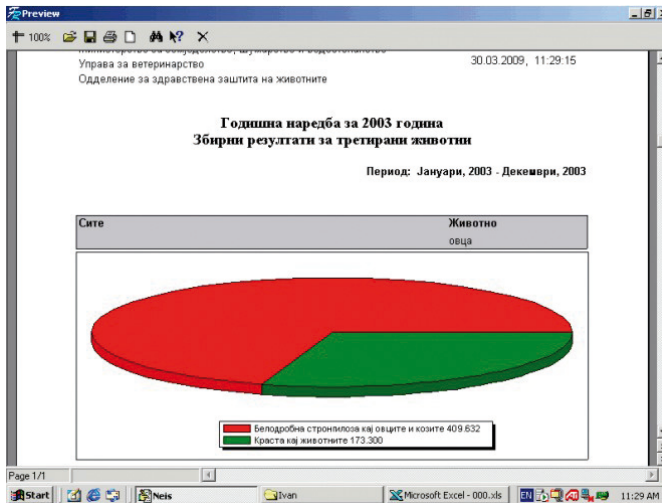 Preview
100%
Управа за ветеринарство
30.03.2009, 11:29:15
Одделение за здравствена заштита на животните
Годишна наредба за 2003 година
Збирни резултати за третирани животни
Период: Јануари, 2003 - Декември, 2003
Сите
Животно
овца
Белодробна стронгилоза кај овците и козите 409.632
Краста кај животните 173.300
Page 1/1
Start
Neis
Ivan
Microsoft Excel - 000.xls
EN
11:29 AM